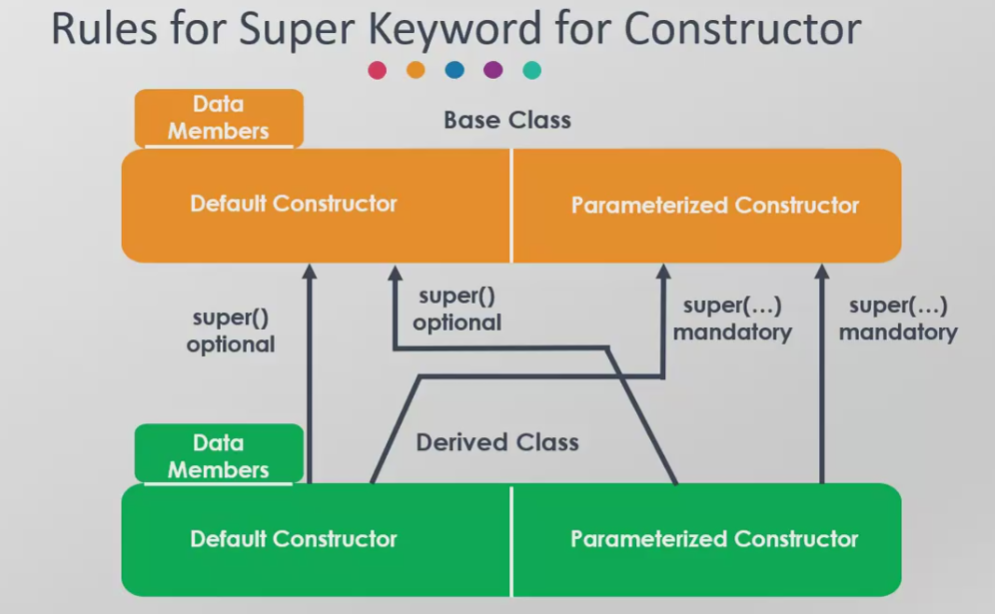 Rules for Super Keyword for Constructor
Data
Members
Base Class
Default Constructor
Parameterized Constructor
super()
optional
super()
optional
super(...)
mandatory
super(...)
mandatory
Data
Members
Derived Class
Default Constructor
Parameterized Constructor